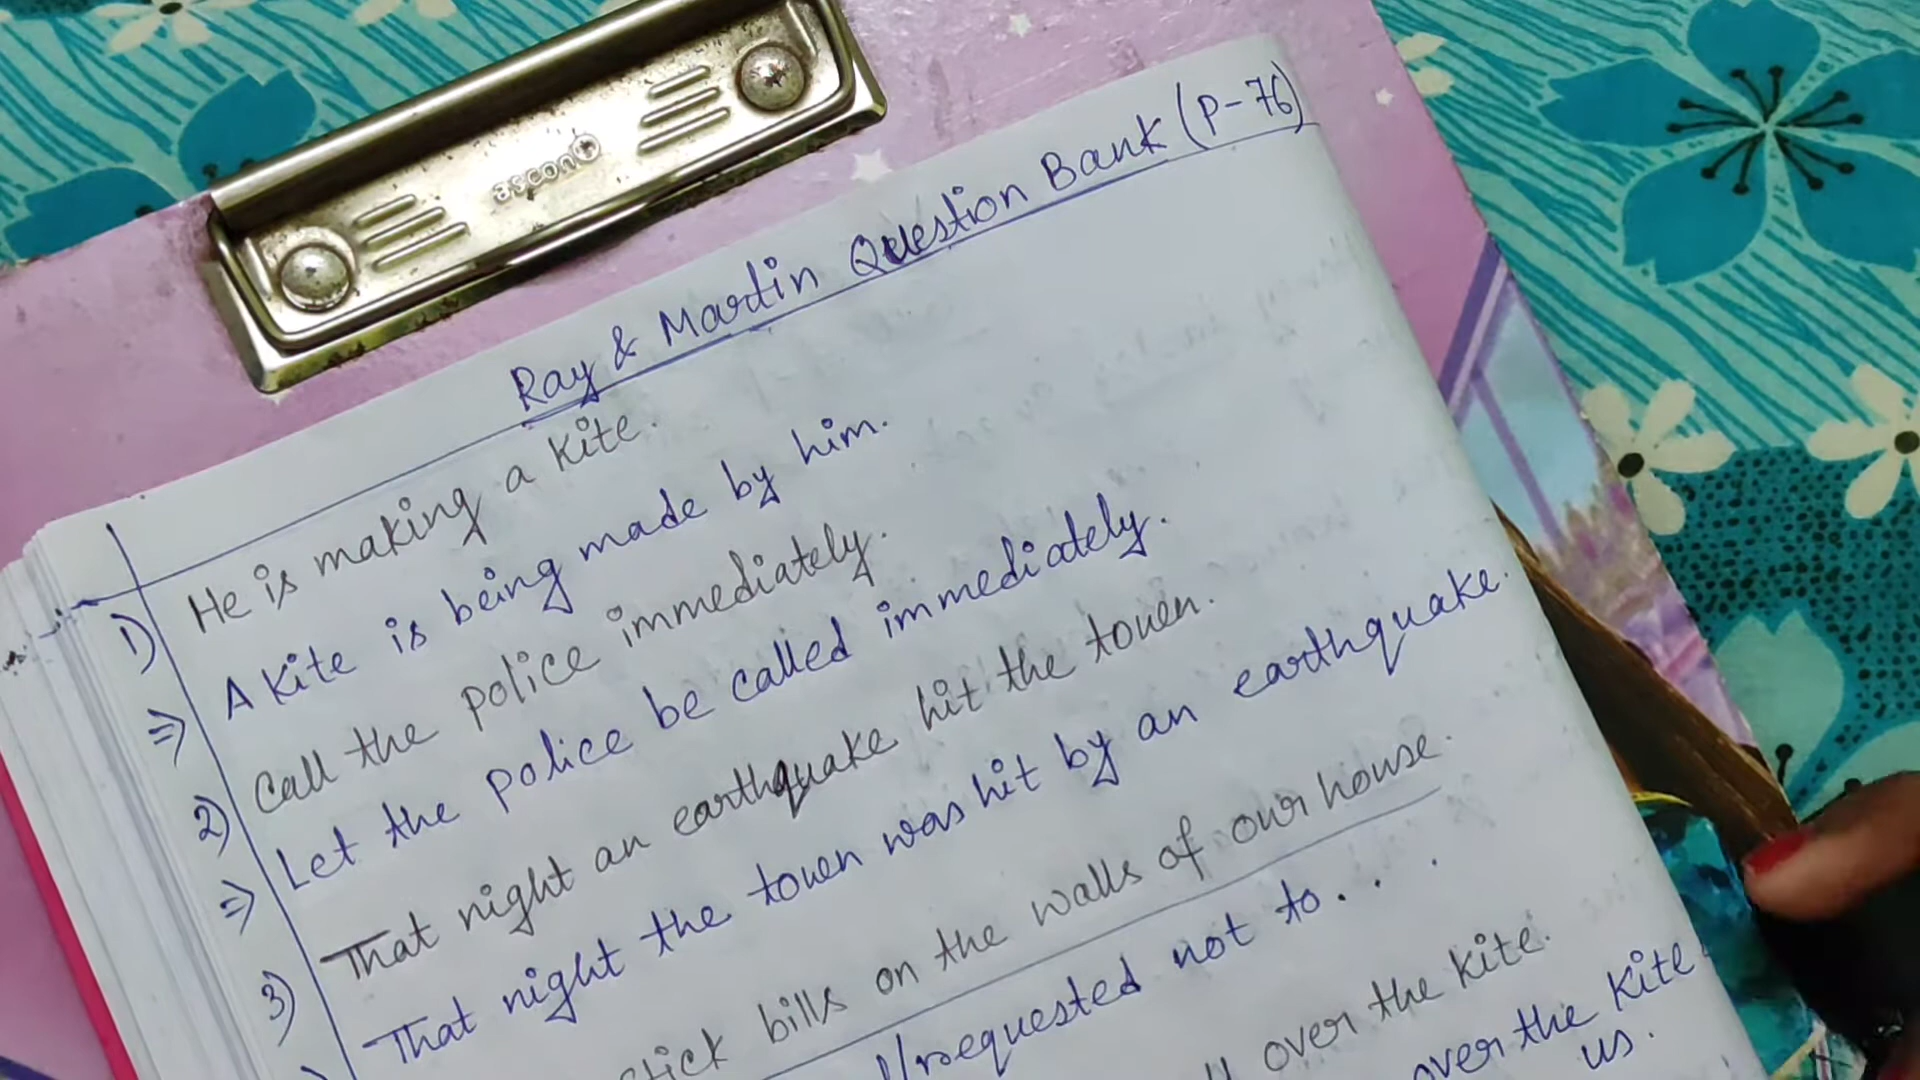 ascon
Ray & Martin Question Bank (P-76)
1) He is making a kite.
=> A kite is being made by him.
2) Call the police immediately.
=> Let the police be called immediately.
3) That night an earthquake hit the town.
That night the town was hit by an earthquake.
stick bills on the walls of our house.
/requested not to...
over the kite.
over the kite
us.